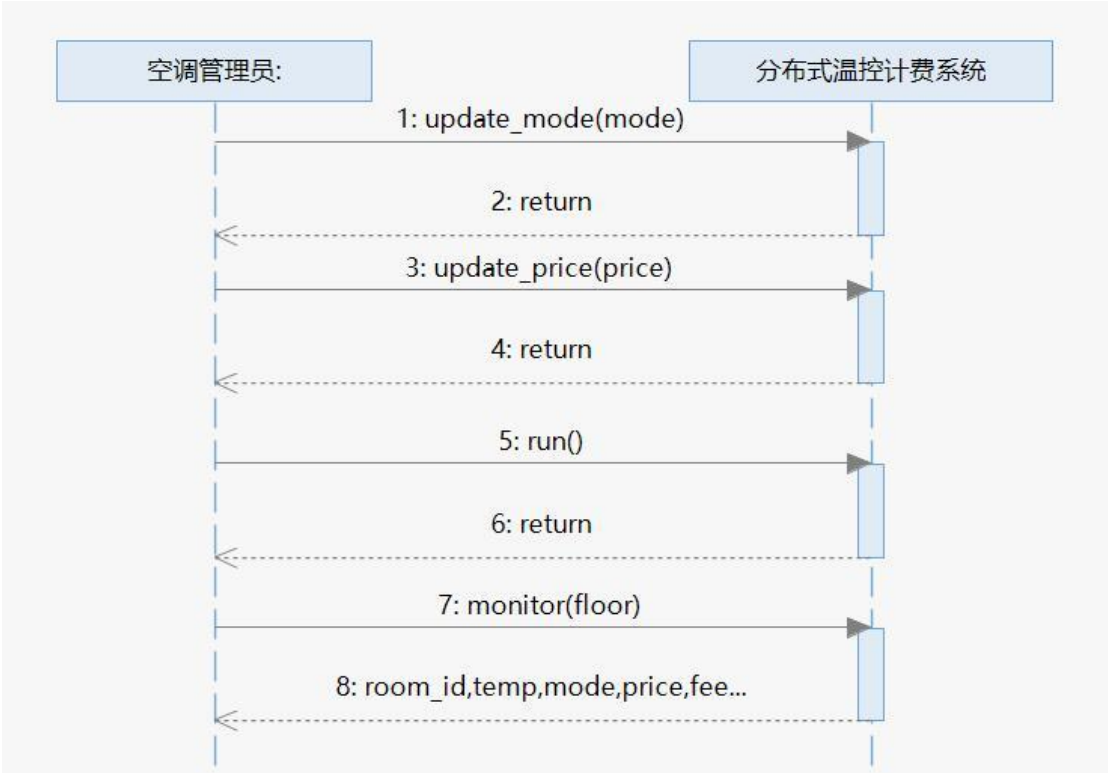 空调管理员:
分布式温控计费系统
1: update_mode(mode)
2: return
3: update_price(price)
4: return
5: run()
6: return
7: monitor(floor)
8: room_id,temp,mode,price,fee...